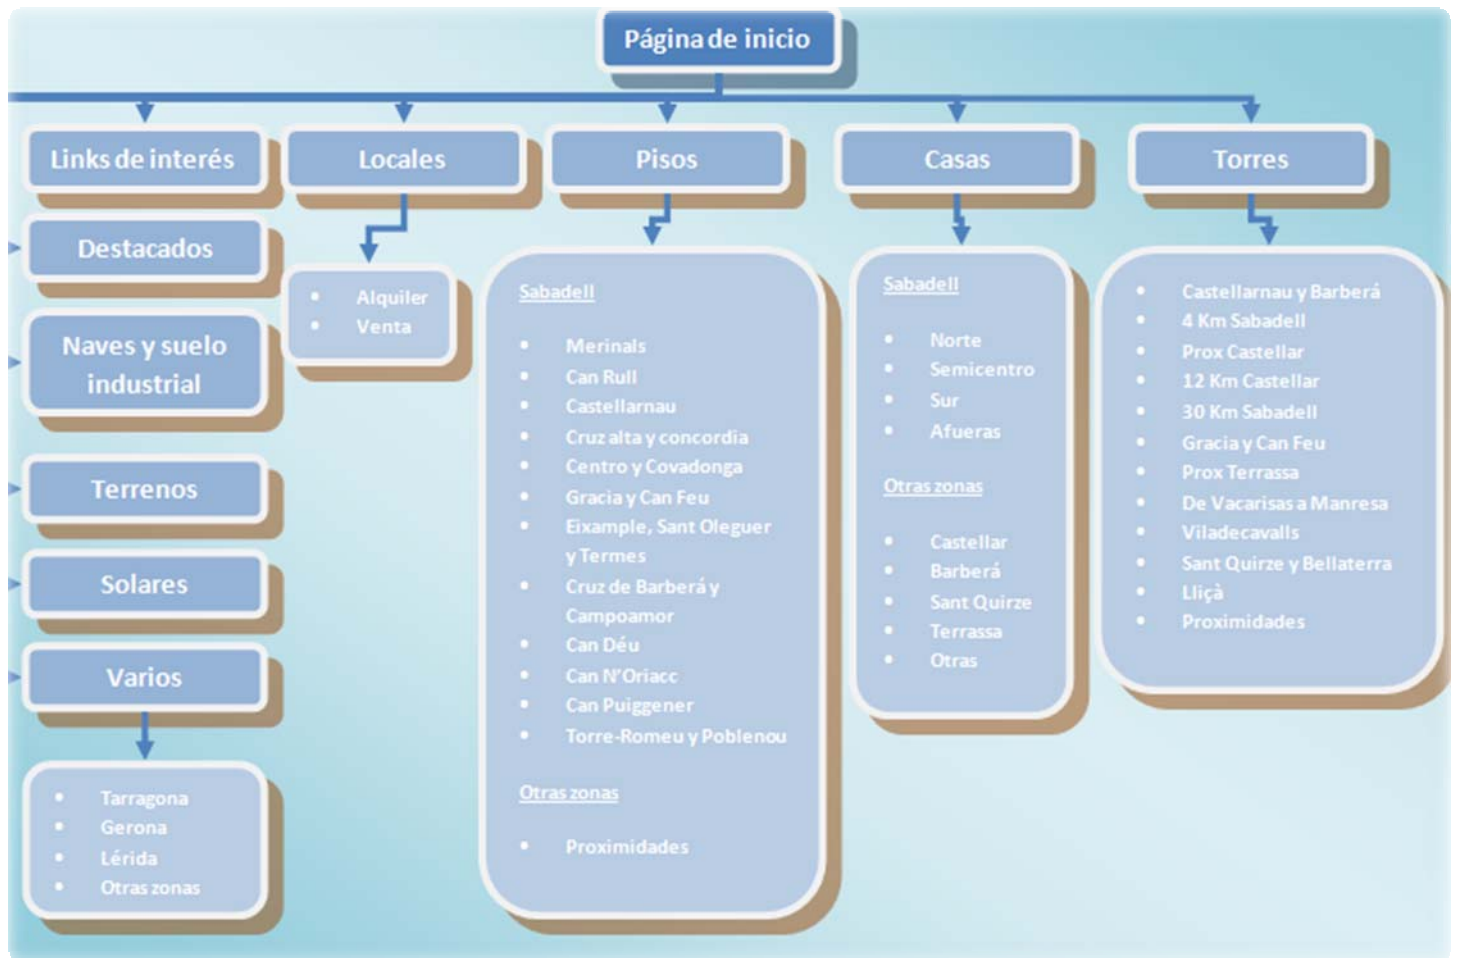 Página de inicio
Links de interés
Locales
Pisos
Casas
Torres
Destacados
Naves y suelo
industrial
Terrenos
Solares
Varios
• Tarragona
• Gerona
• Lérida
• Otras zonas
• Alquiler
• Venta
Sabadell
• Merinals
• Can Rull
• Castellarnau
• Cruz alta y concordia
• Centro y Covadonga
• Gracia y Can Feu
• Eixample, Sant Oleguer
y Termes
• Cruz de Barberá y
Campoamor
• Can Déu
• Can N'Oriacc
• Can Puiggener
• Torre-Romeu y Poblenou
Otras zonas
• Proximidades
Sabadell
• Norte
• Semicentro
• Sur
• Afueras
Otras zonas
• Castellar
• Barberá
• Sant Quirze
• Terrassa
• Otras
• Castellarnau y Barberá
• 4 Km Sabadell
• Prox Castellar
• 12 Km Castellar
• 30 Km Sabadell
• Gracia y Can Feu
• Prox Terrassa
• De Vacarisas a Manresa
• Viladecavalls
• Sant Quirze y Bellaterra
• Lliçà
• Proximidades